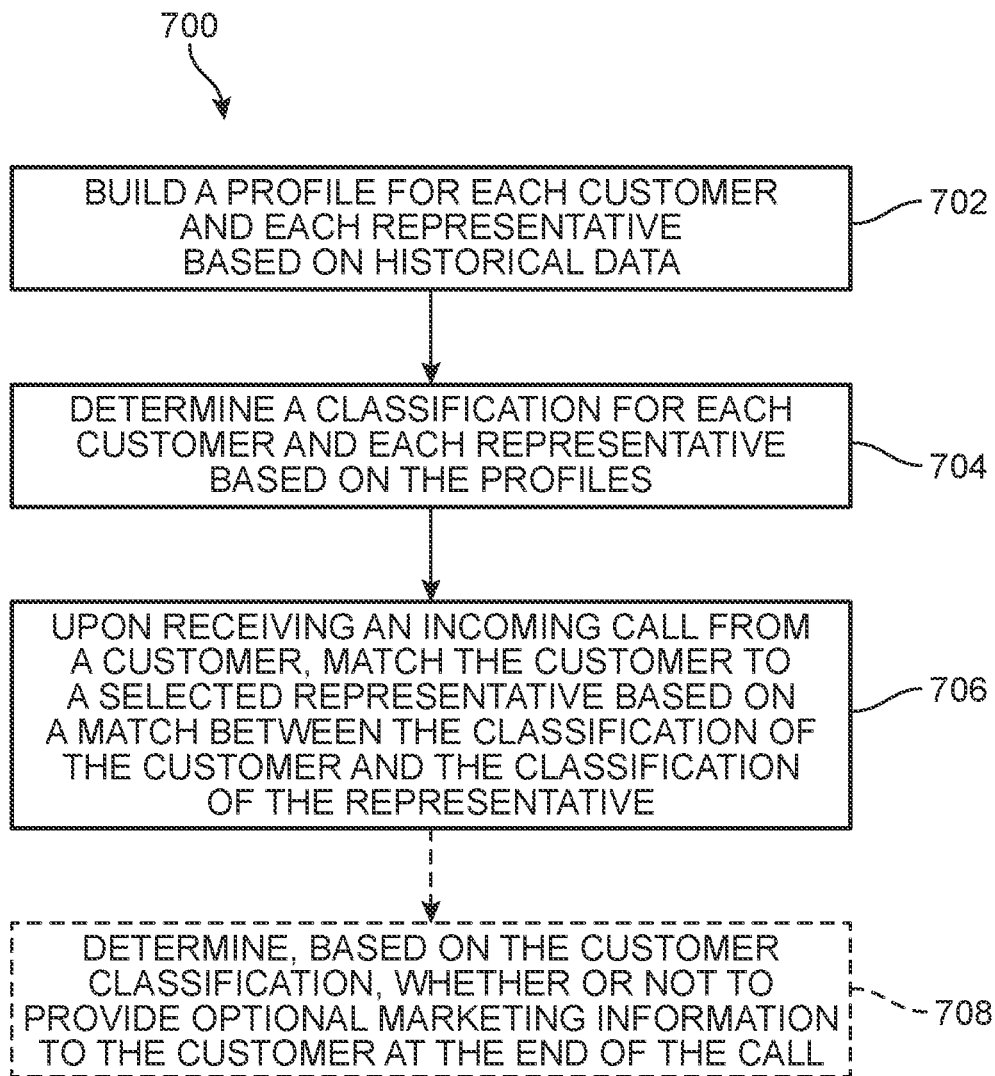 700
BUILD A PROFILE FOR EACH CUSTOMER
AND EACH REPRESENTATIVE
BASED ON HISTORICAL DATA
702
DETERMINE A CLASSIFICATION FOR EACH
CUSTOMER AND EACH REPRESENTATIVE
BASED ON THE PROFILES
704
UPON RECEIVING AN INCOMING CALL FROM
A CUSTOMER, MATCH THE CUSTOMER TO
A SELECTED REPRESENTATIVE BASED ON
A MATCH BETWEEN THE CLASSIFICATION OF
THE CUSTOMER AND THE CLASSIFICATION
OF THE REPRESENTATIVE
706
DETERMINE, BASED ON THE CUSTOMER
CLASSIFICATION, WHETHER OR NOT TO
PROVIDE OPTIONAL MARKETING INFORMATION
TO THE CUSTOMER AT THE END OF THE CALL
708